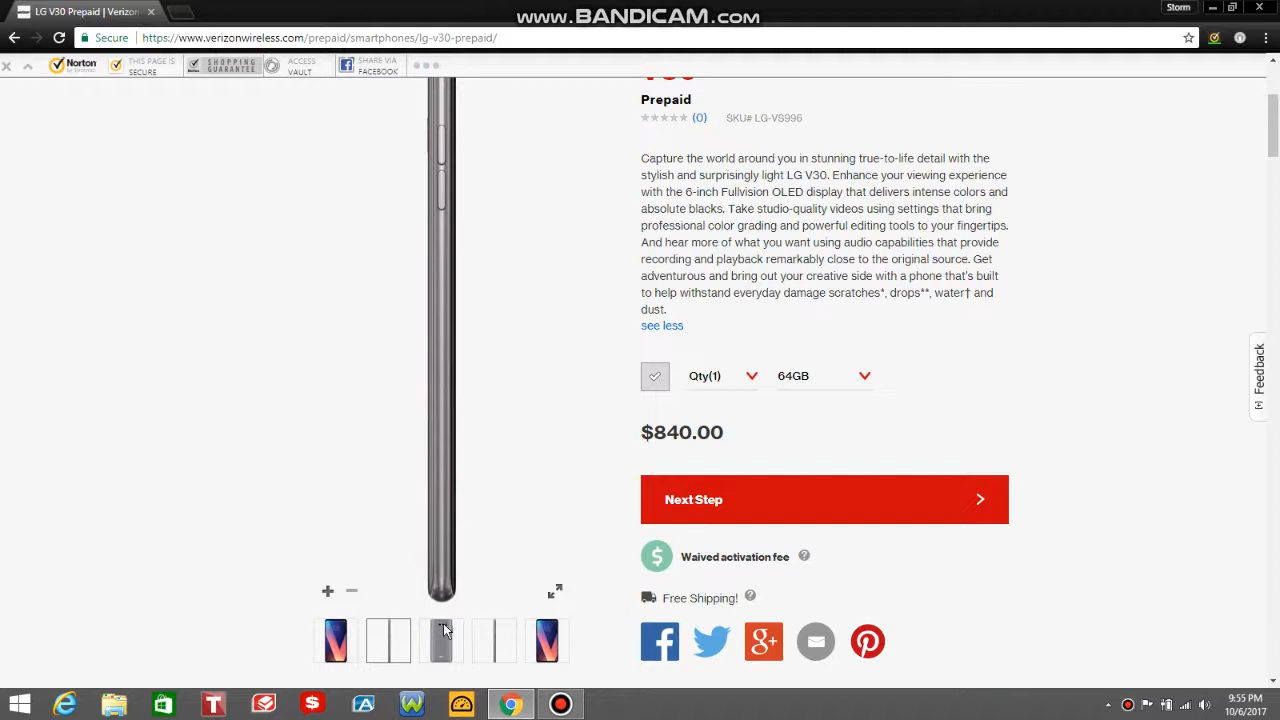 LG V30 Prepaid | Verizon
www.BANDICAM.com
Storm
Secure
https://www.verizonwireless.com/prepaid/smartphones/lg-v30-prepaid/
Norton
by Symantec
THIS PAGE IS
SECURE
SHOPPING
GUARANTEE
ACCESS
VAULT
SHARE VIA
FACEBOOK
V30
Prepaid
(0) SKU# LG-VS996
Capture the world around you in stunning true-to-life detail with the
stylish and surprisingly light LG V30. Enhance your viewing experience
with the 6-inch Fullvision OLED display that delivers intense colors and
absolute blacks. Take studio-quality videos using settings that bring
professional color grading and powerful editing tools to your fingertips.
And hear more of what you want using audio capabilities that provide
recording and playback remarkably close to the original source. Get
adventurous and bring out your creative side with a phone that's built
to help withstand everyday damage scratches*, drops**, water† and
dust.
see less
Qty(1) 64GB
$840.00
Next Step
Waived activation fee ?
Free Shipping! ?
[+] Feedback
9:55 PM
10/6/2017